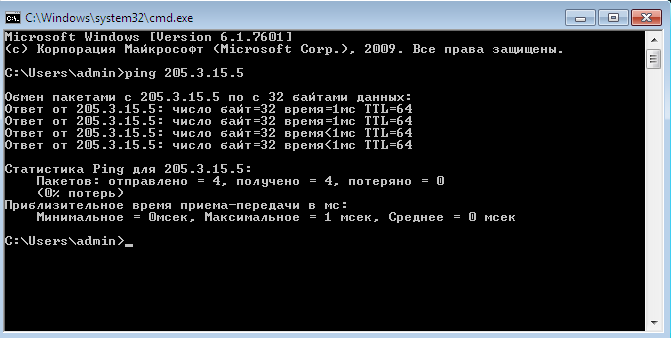 C:\Windows\system32\cmd.exe
Microsoft Windows [Version 6.1.7601]
(c) Корпорация Майкрософт (Microsoft Corp.), 2009. Все права защищены.
C:\Users\admin>ping 205.3.15.5
Обмен пакетами с 205.3.15.5 по с 32 байтами данных:
Ответ от 205.3.15.5: число байт=32 время=1мс TTL=64
Ответ от 205.3.15.5: число байт=32 время<1мс TTL=64
Ответ от 205.3.15.5: число байт=32 время<1мс TTL=64
Ответ от 205.3.15.5: число байт=32 время<1мс TTL=64
Статистика Ping для 205.3.15.5:
Пакетов: отправлено = 4, получено = 4, потеряно = 0
(0% потерь)
Приблизительное время приема-передачи в мс:
Минимальное = 0мсек, Максимальное = 1 мсек, Среднее = 0 мсек
C:\Users\admin>_